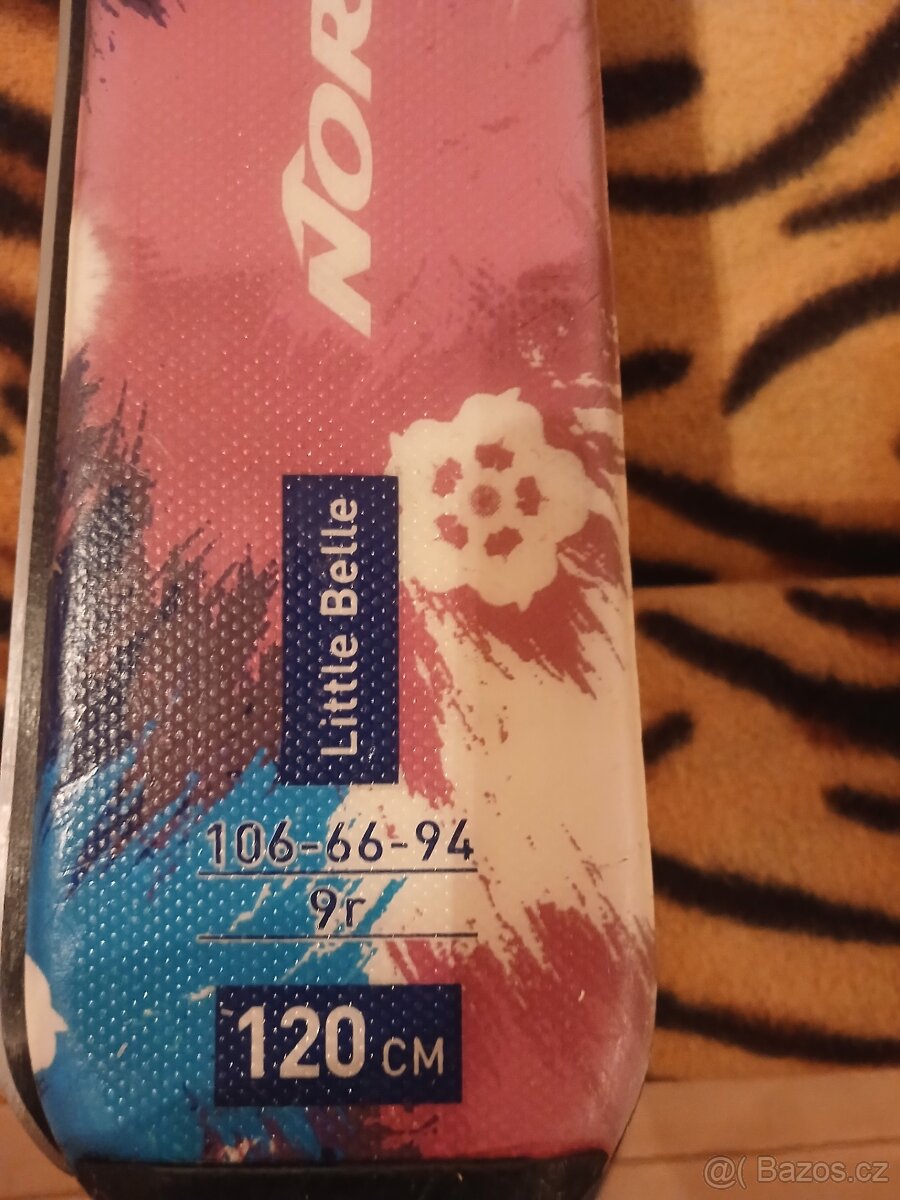 NOR
Little Belle
106-66-94
9r
120 CM
@( Bazos.cz